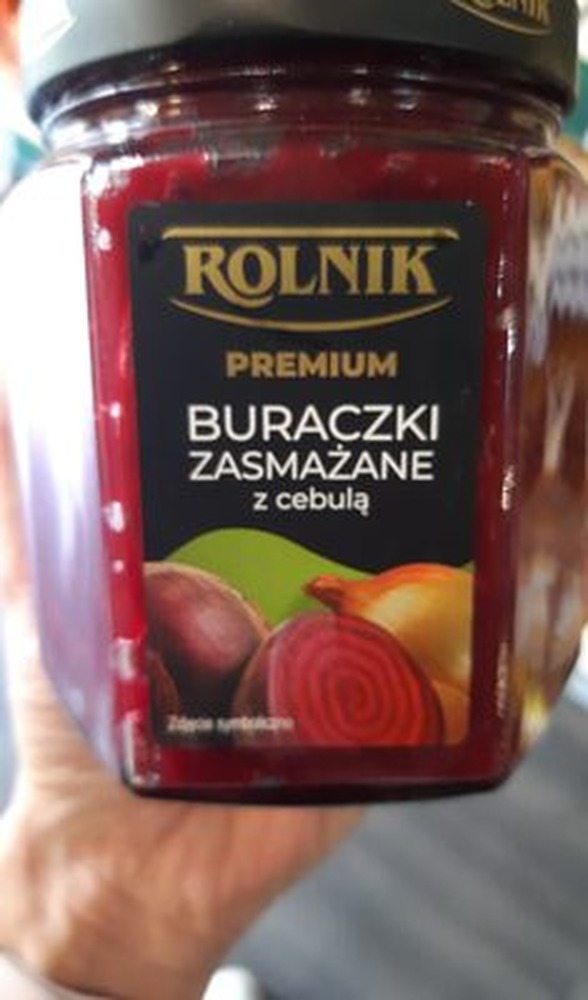 ROLNIK
PREMIUM
BURACZKI
ZASMAŻANE
z cebulą
Zdjęcie symboliczne